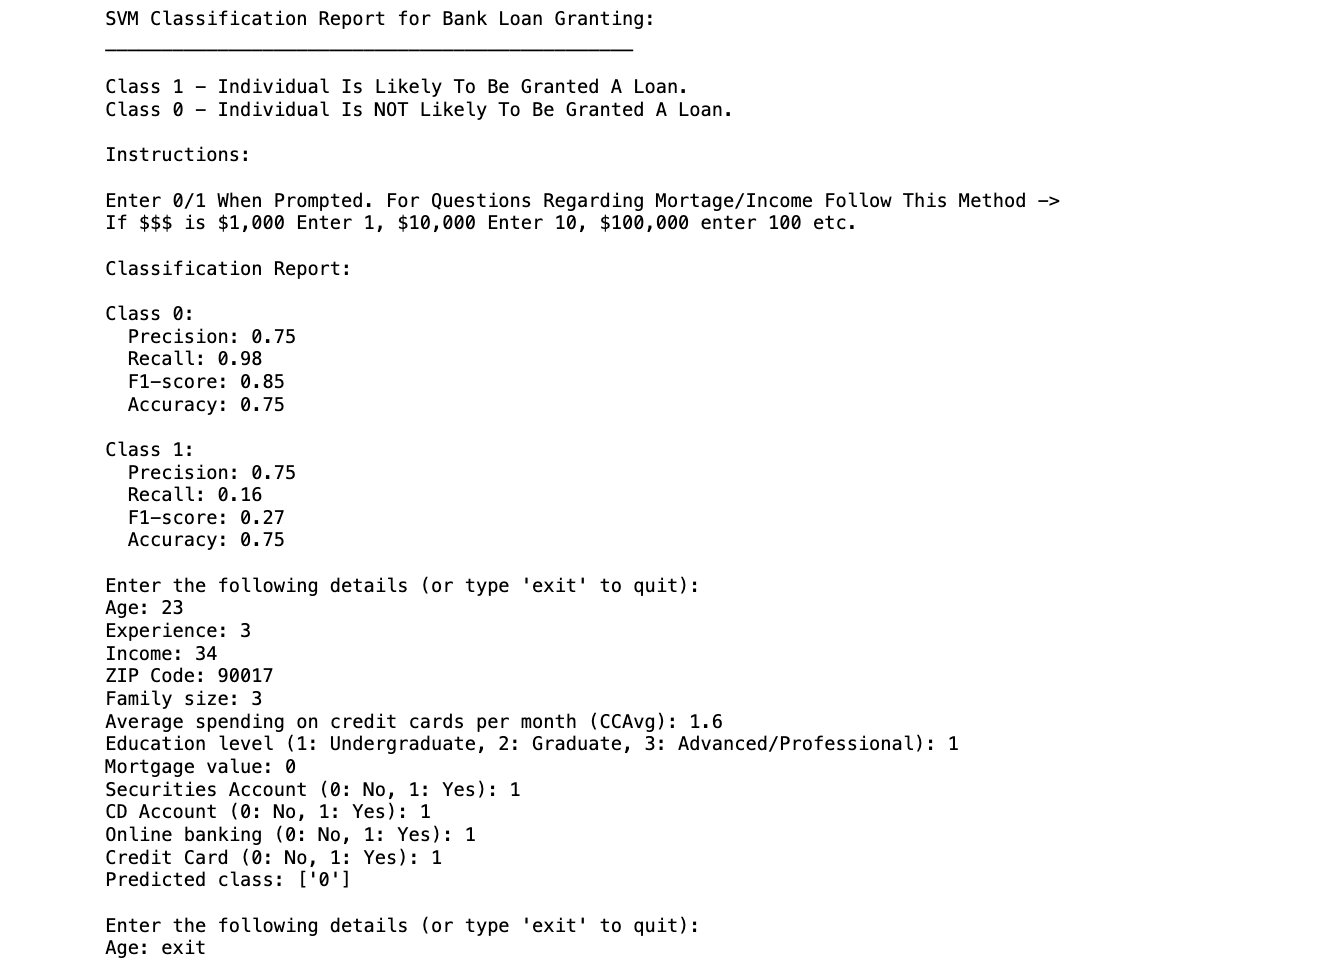 SVM Classification Report for Bank Loan Granting:
_______________________________________________
Class 1 – Individual Is Likely To Be Granted A Loan.
Class 0 – Individual Is NOT Likely To Be Granted A Loan.
Instructions:
Enter 0/1 When Prompted. For Questions Regarding Mortage/Income Follow This Method –>
If $$$ is $1,000 Enter 1, $10,000 Enter 10, $100,000 enter 100 etc.
Classification Report:
Class 0:
Precision: 0.75
Recall: 0.98
F1–score: 0.85
Accuracy: 0.75
Class 1:
Precision: 0.75
Recall: 0.16
F1–score: 0.27
Accuracy: 0.75
Enter the following details (or type 'exit' to quit):
Age: 23
Experience: 3
Income: 34
ZIP Code: 90017
Family size: 3
Average spending on credit cards per month (CCAvg): 1.6
Education level (1: Undergraduate, 2: Graduate, 3: Advanced/Professional): 1
Mortgage value: 0
Securities Account (0: No, 1: Yes): 1
CD Account (0: No, 1: Yes): 1
Online banking (0: No, 1: Yes): 1
Credit Card (0: No, 1: Yes): 1
Predicted class: ['0']
Enter the following details (or type 'exit' to quit):
Age: exit